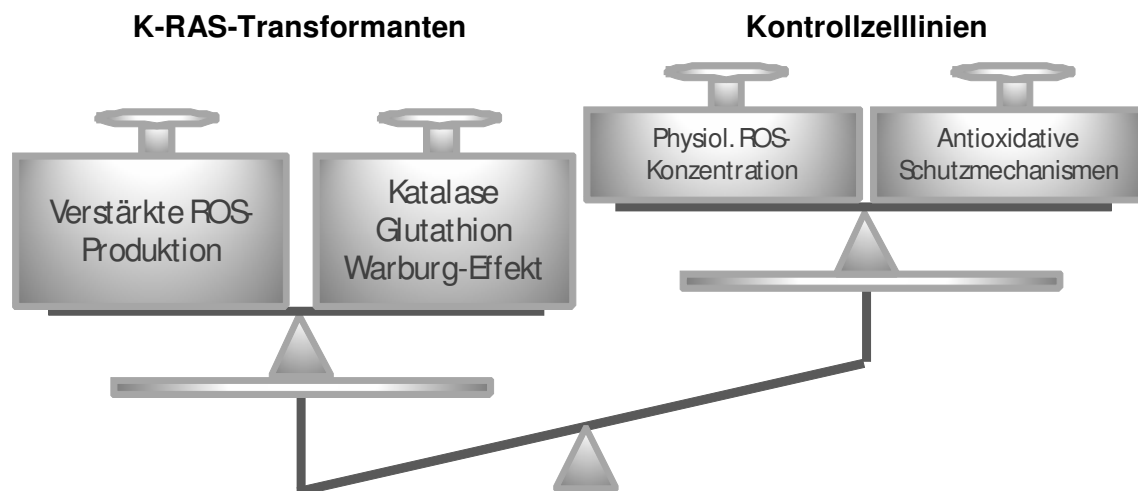 K-RAS-Transformanten
Verstärkte ROS-
Produktion
Katalase
Glutathion
Warburg-Effekt
Kontrollzelllinien
Physiol. ROS-
Konzentration
Antioxidative
Schutzmechanismen